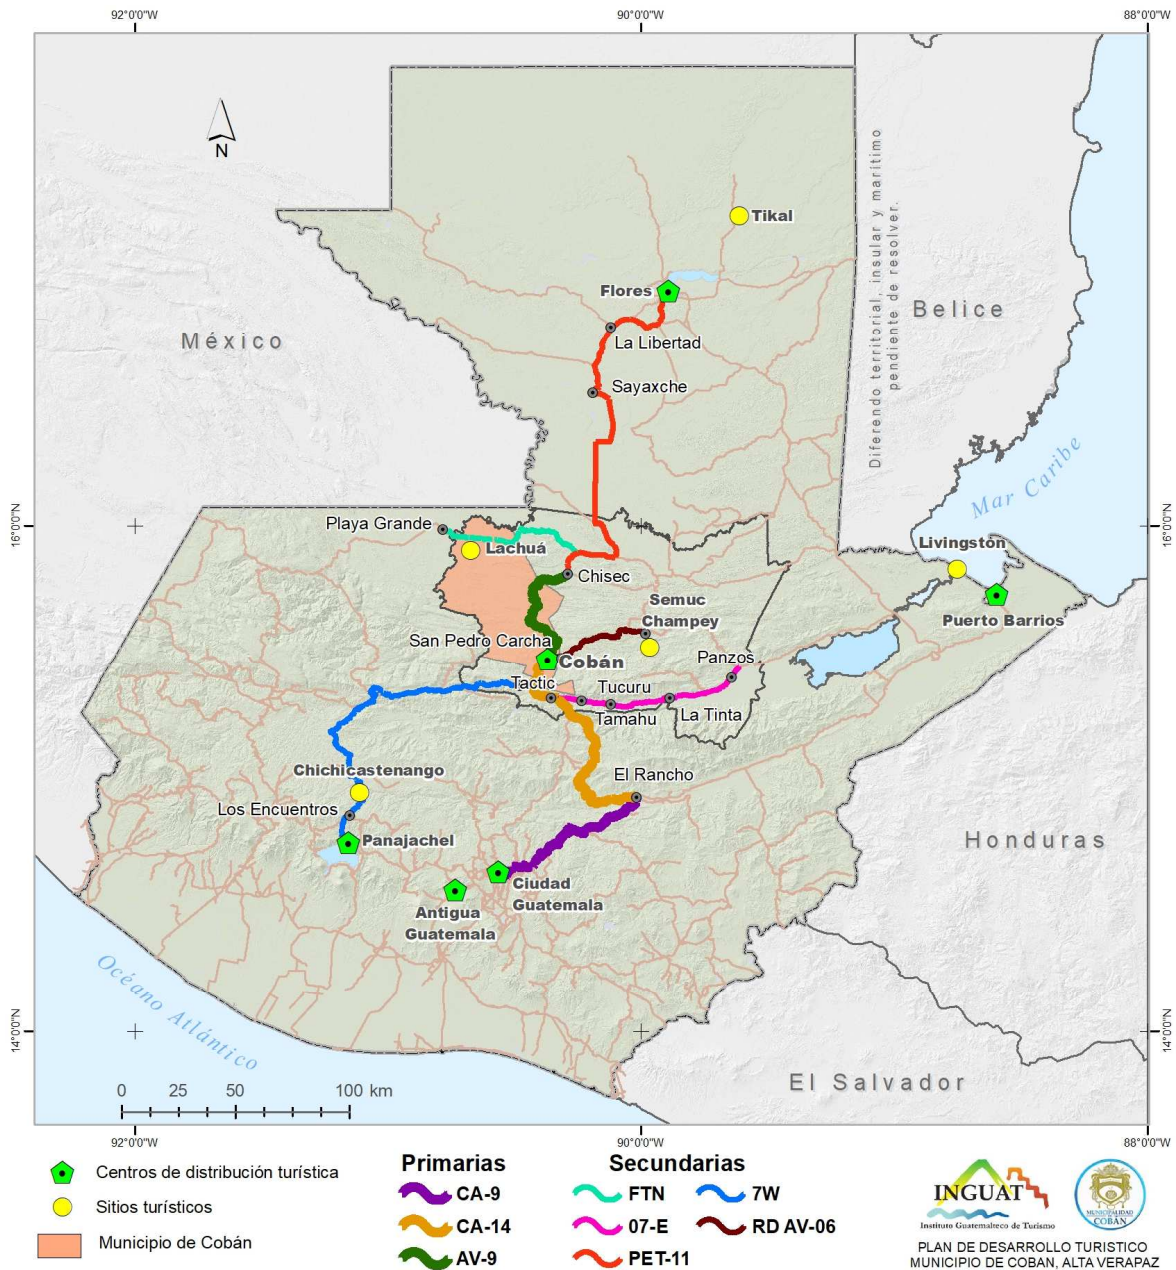 92°0'0"W
90°0'0"W
88°0'0"W
N
Tikal
Diferendo territorial, insular y marítimo
pendiente de resolver.
Flores
Belice
México
La Libertad
Sayaxche
Mar Caribe
16°0'0"N
16°0'0"N
Playa Grande
Lachuá
Livingstón
Chisec
Semuc
Champey
Puerto Barrios
San Pedro Carcha
Cobán
Panzos
Tactic
Tucuru
Tamahu
La Tinta
Chichicastenango
El Rancho
Los Encuentros
Panajachel
Honduras
Ciudad
Guatemala
Antigua
Guatemala
Océano Atlántico
14°0'0"N
14°0'0"N
El Salvador
0 25 50 100 km
92°0'0"W
90°0'0"W
88°0'0"W
Centros de distribución turística
Sitios turísticos
Municipio de Cobán
Primarias
CA-9
CA-14
AV-9
Secundarias
FTN
7W
07-E
RD AV-06
PET-11
INGUAT
Instituto Guatemalteco de Turismo
MUNICIPALIDAD
COBÁN
PLAN DE DESARROLLO TURISTICO
MUNICIPIO DE COBAN, ALTA VERAPAZ